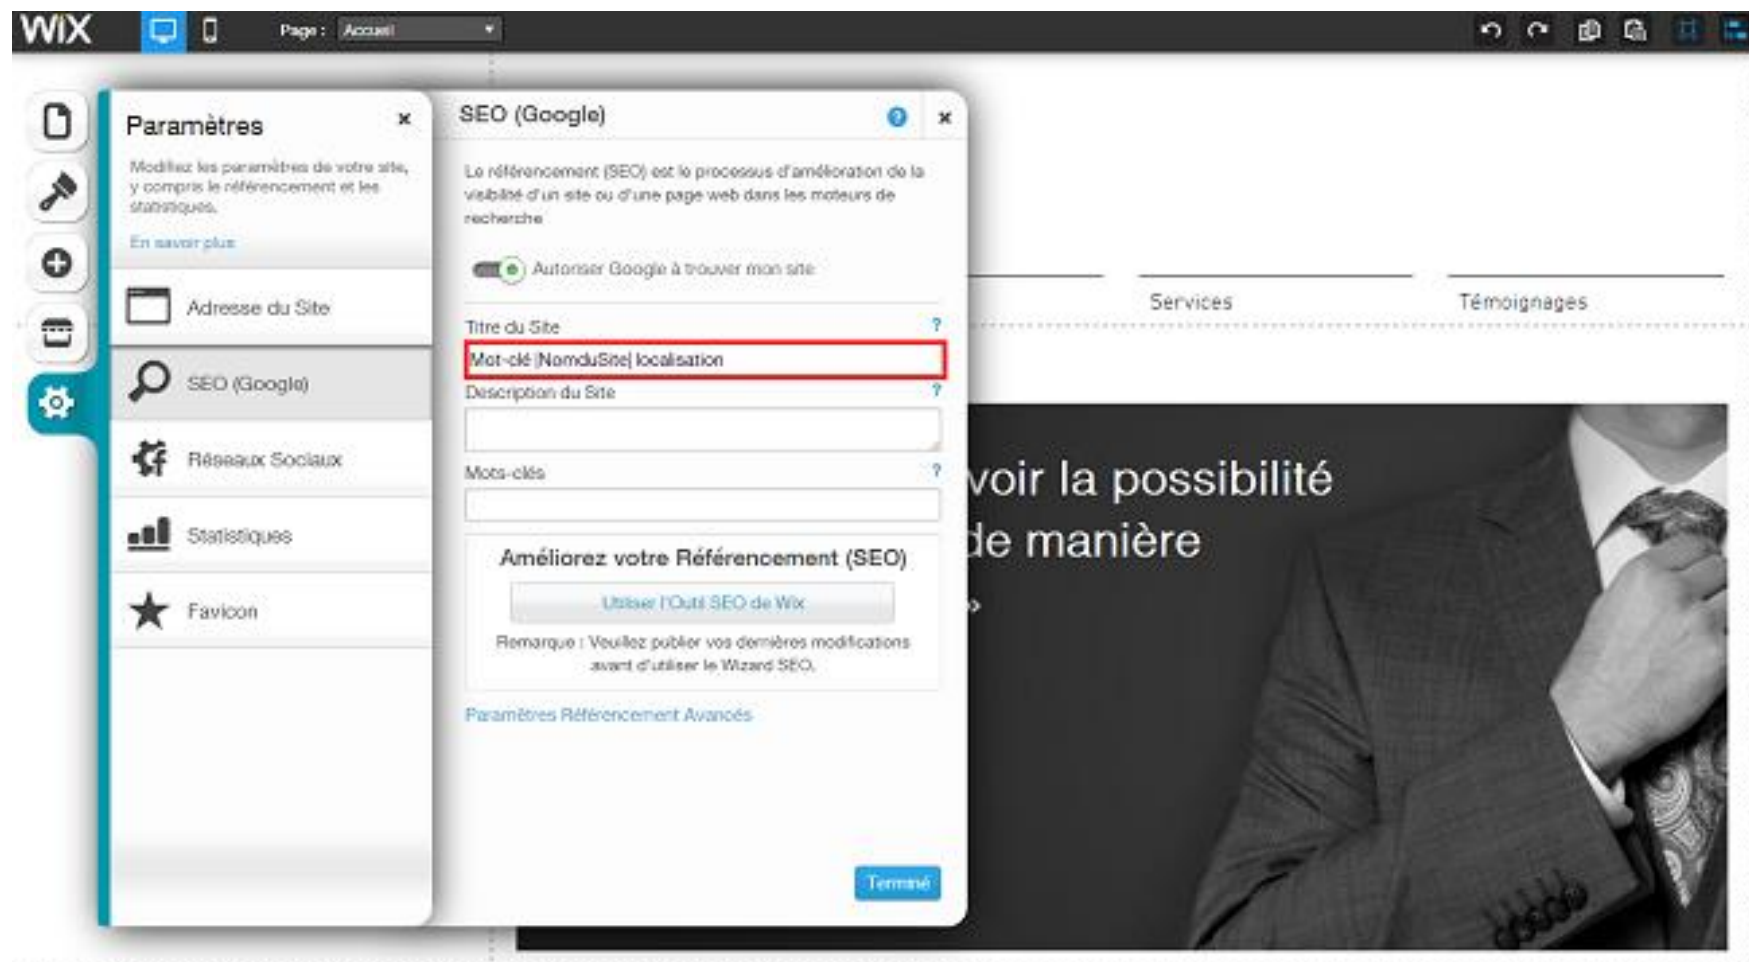 WiX
Page : Accueil
Paramètres
Modifiez les paramètres de votre site,
y compris le référencement et les
statistiques.
En savoir plus
Adresse du Site
SEO (Google)
Réseaux Sociaux
Statistiques
Favicon
SEO (Google)
?
Le référencement (SEO) est le processus d'amélioration de la
visibilité d'un site ou d'une page web dans les moteurs de
recherche
Autoriser Google à trouver mon site
Titre du Site ?
Mot-clé |NomduSite| localisation
Description du Site ?
Mots-clés ?
Améliorez votre Référencement (SEO)
Utiliser l'Outil SEO de Wix
Remarque : Veuillez publier vos dernières modifications
avant d'utiliser le Wizard SEO.
Paramètres Référencement Avancés
Terminé
Services
Témoignages
voir la possibilité
de manière
»